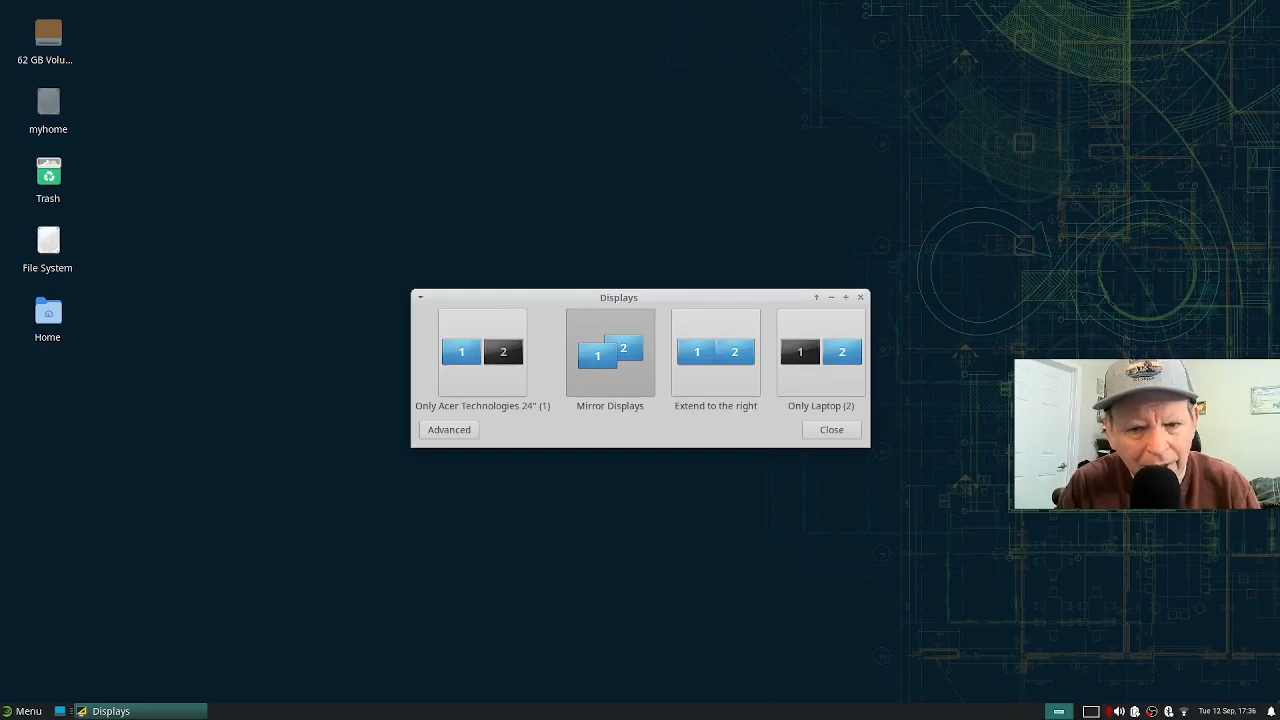 62 GB Volu...
myhome
Trash
File System
Home
Displays
1 2
1 2
1 2
1 2
Only Acer Technologies 24" (1)
Mirror Displays
Extend to the right
Only Laptop (2)
Advanced
Close
Menu
Displays
Tue 12 Sep, 17:36